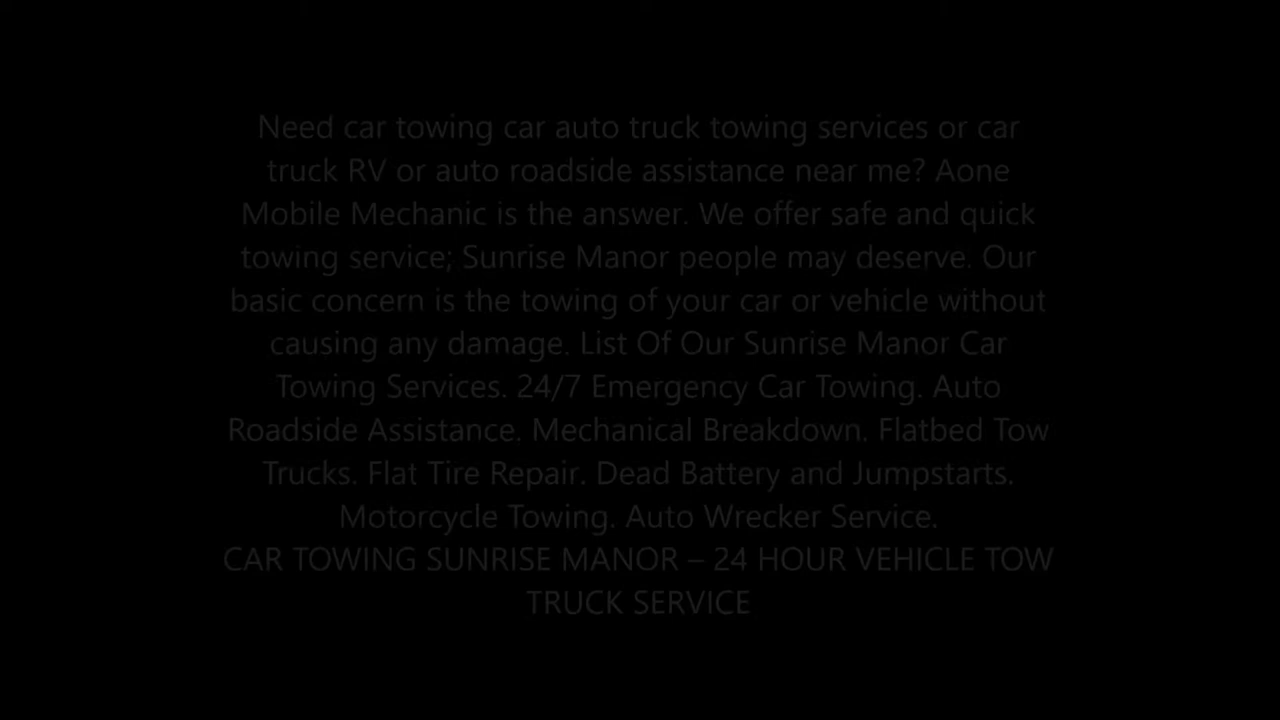 Need car towing car auto truck towing services or car
truck RV or auto roadside assistance near me? Aone
Mobile Mechanic is the answer. We offer safe and quick
towing service; Sunrise Manor people may deserve. Our
basic concern is the towing of your car or vehicle without
causing any damage. List Of Our Sunrise Manor Car
Towing Services. 24/7 Emergency Car Towing. Auto
Roadside Assistance. Mechanical Breakdown. Flatbed Tow
Trucks. Flat Tire Repair. Dead Battery and Jumpstarts.
Motorcycle Towing. Auto Wrecker Service.
CAR TOWING SUNRISE MANOR – 24 HOUR VEHICLE TOW
TRUCK SERVICE